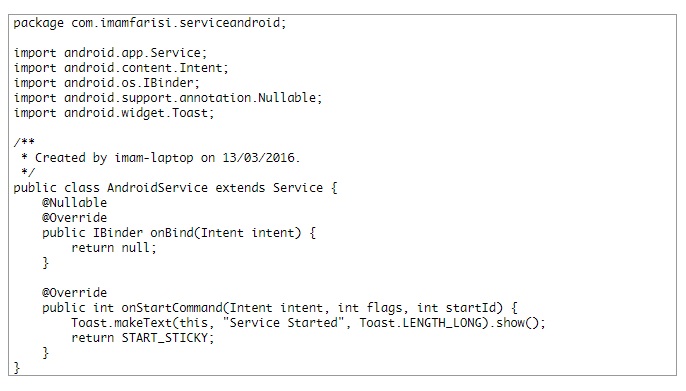 package com.imamfarisi.serviceandroid;

import android.app.Service;
import android.content.Intent;
import android.os.IBinder;
import android.support.annotation.Nullable;
import android.widget.Toast;

/**
 * Created by imam-laptop on 13/03/2016.
 */
public class AndroidService extends Service {
    @Nullable
    @Override
    public IBinder onBind(Intent intent) {
        return null;
    }

    @Override
    public int onStartCommand(Intent intent, int flags, int startId) {
        Toast.makeText(this, "Service Started", Toast.LENGTH_LONG).show();
        return START_STICKY;
    }
}